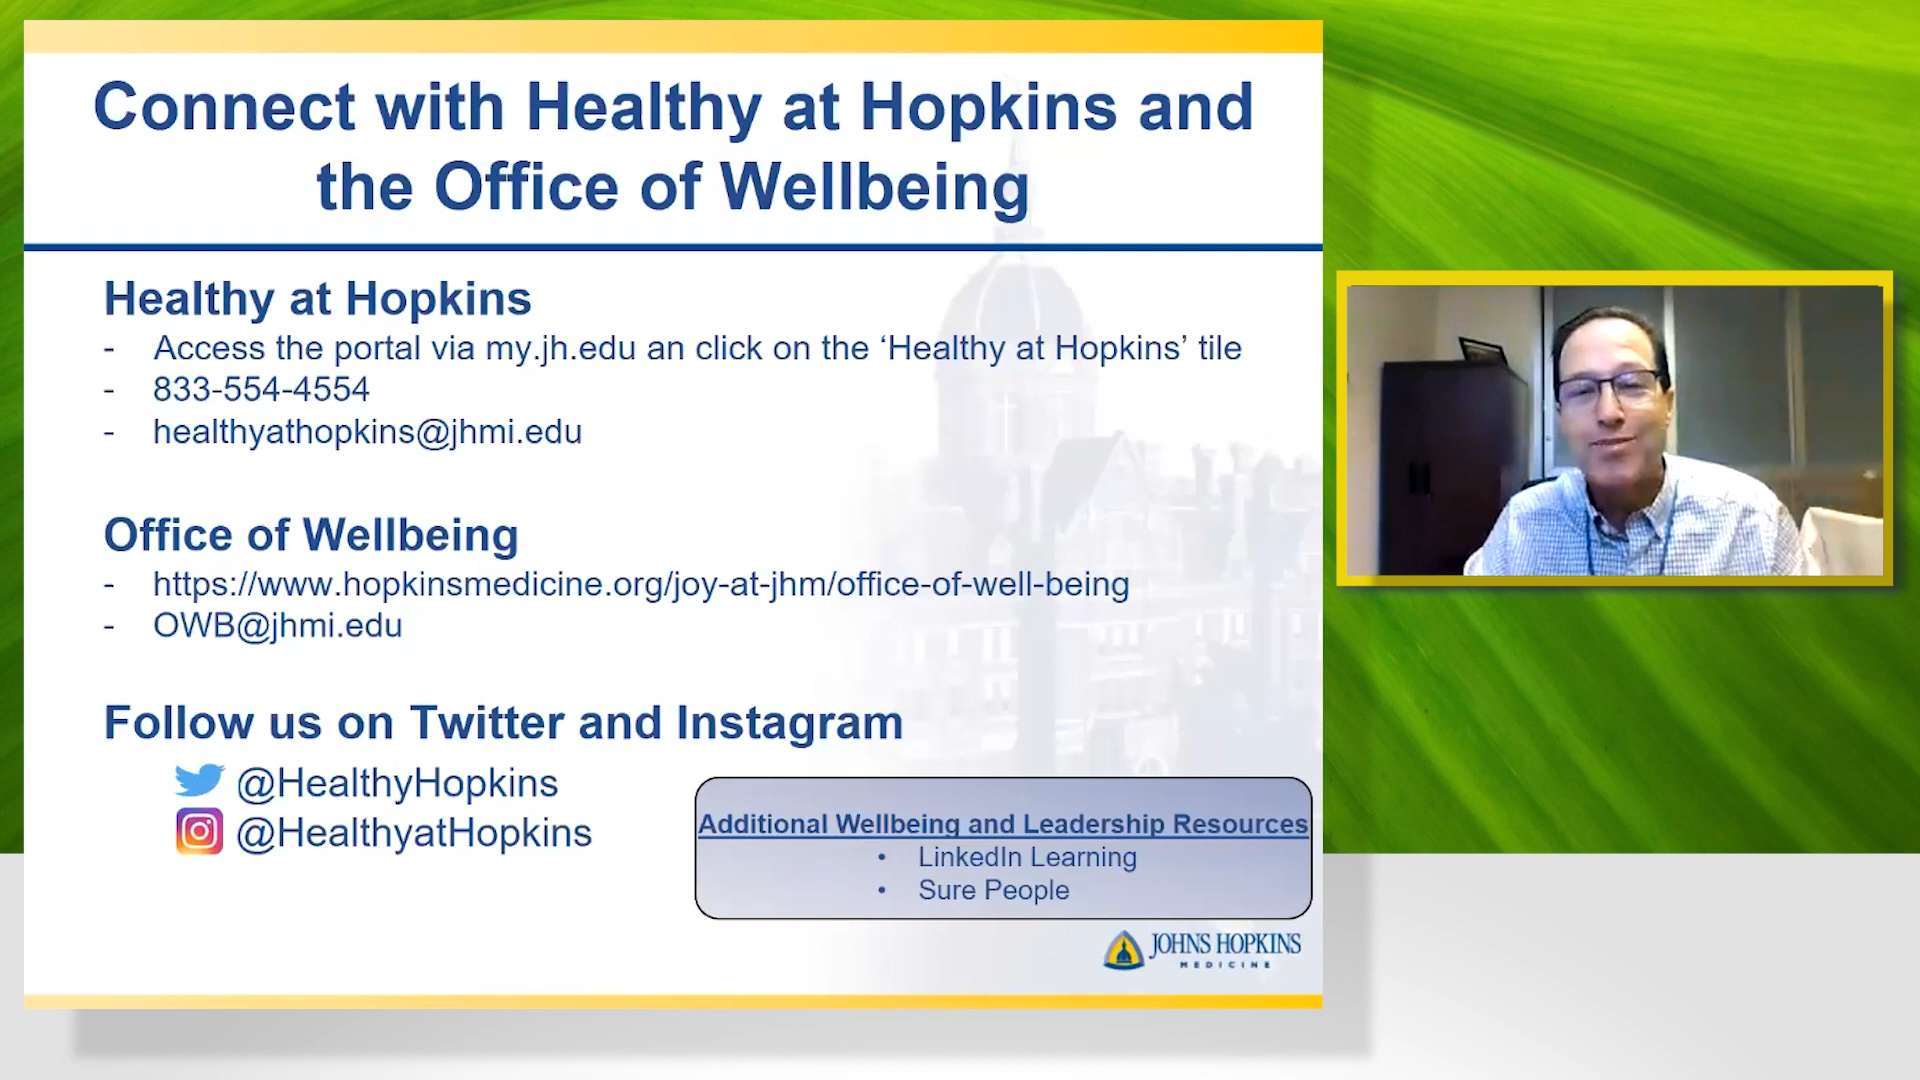 Connect with Healthy at Hopkins and
the Office of Wellbeing
Healthy at Hopkins
- Access the portal via my.jh.edu an click on the ‘Healthy at Hopkins’ tile
- 833-554-4554
- healthyathopkins@jhmi.edu
Office of Wellbeing
- https://www.hopkinsmedicine.org/joy-at-jhm/office-of-well-being
- OWB@jhmi.edu
Follow us on Twitter and Instagram
@HealthyHopkins
@HealthyatHopkins
Additional Wellbeing and Leadership Resources
• LinkedIn Learning
• Sure People
JOHNS HOPKINS
MEDICINE